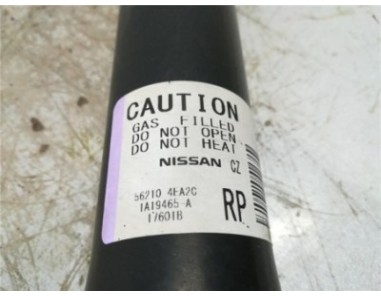 CAUTION
GAS FILLED
DO NOT OPEN
DO NOT HEAT
NISSAN CZ
56210 4EA2C
1A19465-A
17601B
RP